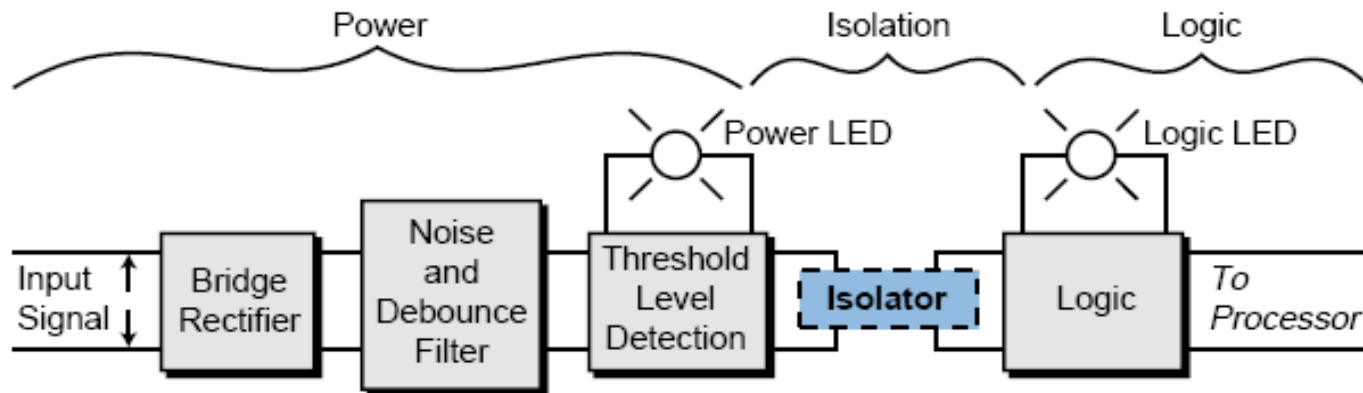 Power
Isolation
Logic
Power LED
Logic LED
Input
Signal
Bridge
Rectifier
Noise
and
Debounce
Filter
Threshold
Level
Detection
Isolator
Logic
To
Processor